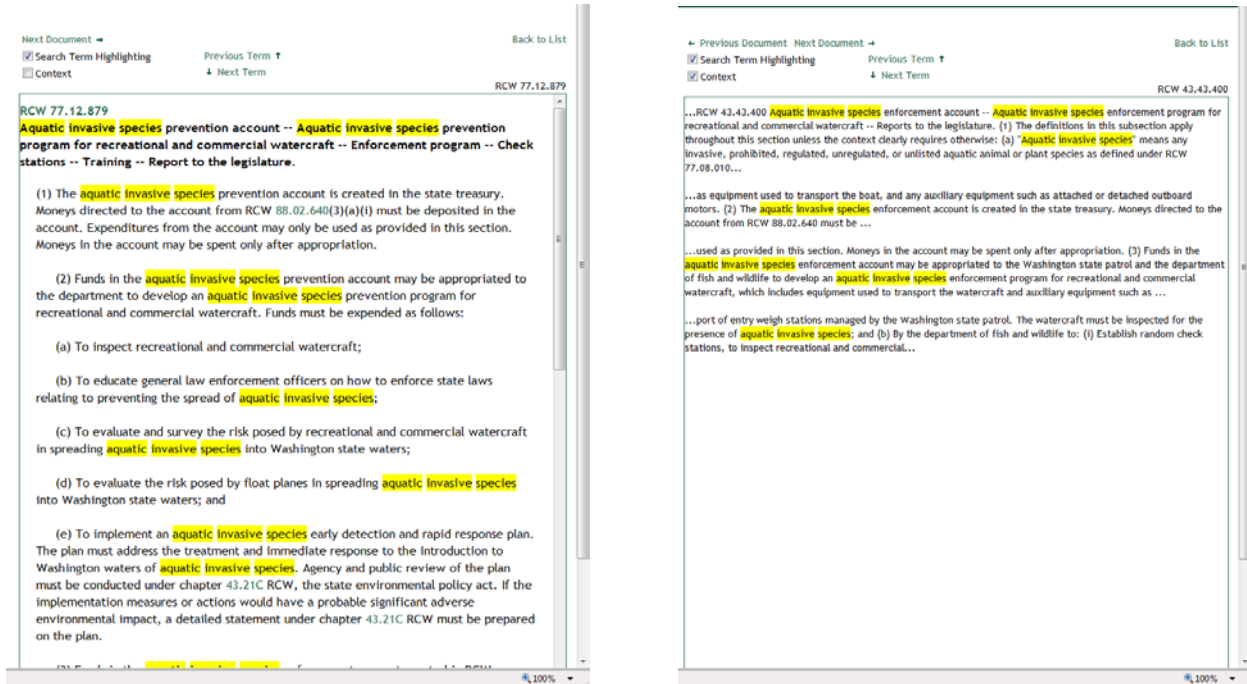 Next Document →
Back to List
Search Term Highlighting
Previous Term ↑
Context
↓ Next Term
RCW 77.12.879
RCW 77.12.879
Aquatic invasive species prevention account -- Aquatic invasive species prevention
program for recreational and commercial watercraft -- Enforcement program -- Check
stations -- Training -- Report to the legislature.
(1) The aquatic invasive species prevention account is created in the state treasury.
Moneys directed to the account from RCW 88.02.640(3)(a)(i) must be deposited in the
account. Expenditures from the account may only be used as provided in this section.
Moneys in the account may be spent only after appropriation.
(2) Funds in the aquatic invasive species prevention account may be appropriated to
the department to develop an aquatic invasive species prevention program for
recreational and commercial watercraft. Funds must be expended as follows:
(a) To inspect recreational and commercial watercraft;
(b) To educate general law enforcement officers on how to enforce state laws
relating to preventing the spread of aquatic invasive species;
(c) To evaluate and survey the risk posed by recreational and commercial watercraft
in spreading aquatic invasive species into Washington state waters;
(d) To evaluate the risk posed by float planes in spreading aquatic invasive species
into Washington state waters; and
(e) To implement an aquatic invasive species early detection and rapid response plan.
The plan must address the treatment and immediate response to the introduction to
Washington waters of aquatic invasive species. Agency and public review of the plan
must be conducted under chapter 43.21C RCW, the state environmental policy act. If the
implementation measures or actions would have a probable significant adverse
environmental impact, a detailed statement under chapter 43.21C RCW must be prepared
on the plan.
100%
← Previous Document Next Document →
Back to List
Search Term Highlighting
Previous Term ↑
Context
↓ Next Term
RCW 43.43.400
...RCW 43.43.400 Aquatic invasive species enforcement account -- Aquatic invasive species enforcement program for
recreational and commercial watercraft -- Reports to the legislature. (1) The definitions in this subsection apply
throughout this section unless the context clearly requires otherwise: (a) "Aquatic invasive species" means any
invasive, prohibited, regulated, unregulated, or unlisted aquatic animal or plant species as defined under RCW
77.08.010...
...as equipment used to transport the boat, and any auxiliary equipment such as attached or detached outboard
motors. (2) The aquatic invasive species enforcement account is created in the state treasury. Moneys directed to the
account from RCW 88.02.640 must be ...
...used as provided in this section. Moneys in the account may be spent only after appropriation. (3) Funds in the
aquatic invasive species enforcement account may be appropriated to the Washington state patrol and the department
of fish and wildlife to develop an aquatic invasive species enforcement program for recreational and commercial
watercraft, which includes equipment used to transport the watercraft and auxiliary equipment such as ...
...port of entry weigh stations managed by the Washington state patrol. The watercraft must be inspected for the
presence of aquatic invasive species; and (b) By the department of fish and wildlife to: (i) Establish random check
stations, to inspect recreational and commercial...
100%